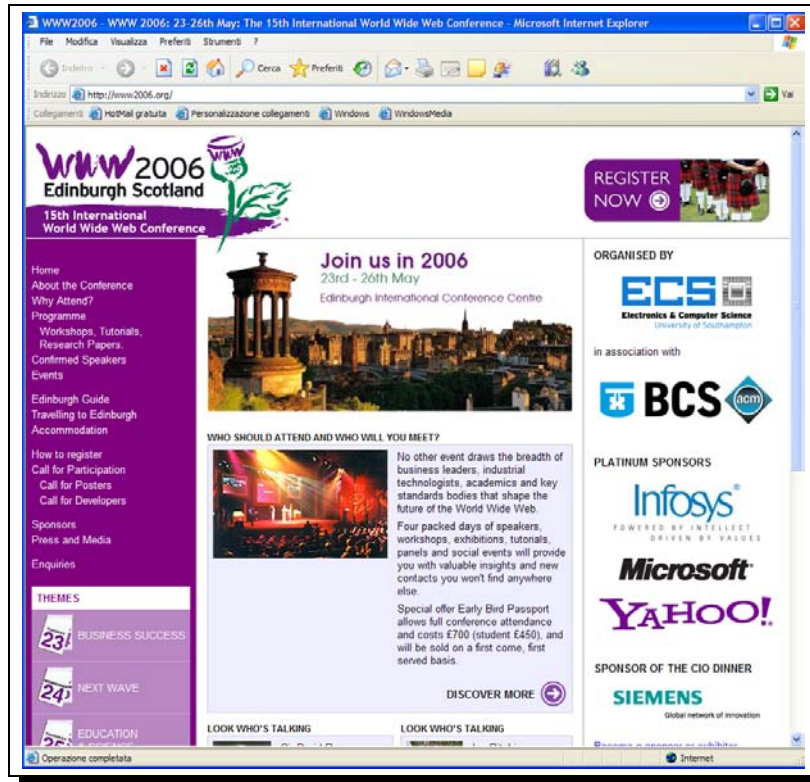 WWW2006 - WWW 2006: 23-26th May: The 15th International World Wide Web Conference - Microsoft Internet Explorer
File Modifica Visualizza Preferiti Strumenti ?
Indietro Cerca Preferiti
Indirizzo http://www2006.org/ Vai
Collegamenti HotMail gratuita Personalizzazione collegamenti Windows WindowsMedia
WWW 2006
Edinburgh Scotland
15th International
World Wide Web Conference
WWW
REGISTER
NOW
Home
About the Conference
Why Attend?
Programme
Workshops, Tutorials,
Research Papers.
Confirmed Speakers
Events
Edinburgh Guide
Travelling to Edinburgh
Accommodation
How to register
Call for Participation
Call for Posters
Call for Developers
Sponsors
Press and Media
Enquiries
THEMES
23 BUSINESS SUCCESS
24 NEXT WAVE
25 EDUCATION
Join us in 2006
23rd - 26th May
Edinburgh International Conference Centre
WHO SHOULD ATTEND AND WHO WILL YOU MEET?
No other event draws the breadth of
business leaders, industrial
technologists, academics and key
standards bodies that shape the
future of the World Wide Web.
Four packed days of speakers,
workshops, exhibitions, tutorials,
panels and social events will provide
you with valuable insights and new
contacts you won't find anywhere
else.
Special offer Early Bird Passport
allows full conference attendance
and costs £700 (student £450), and
will be sold on a first come, first
served basis.
DISCOVER MORE
LOOK WHO'S TALKING
LOOK WHO'S TALKING
ORGANISED BY
ECS
Electronics & Computer Science
University of Southampton
in association with
BCS acm
PLATINUM SPONSORS
Infosys®
POWERED BY INTELLECT
DRIVEN BY VALUES
Microsoft
YAHOO!
SPONSOR OF THE CIO DINNER
SIEMENS
Global network of innovation
Become a sponsor or exhibitor
Operazione completata Internet